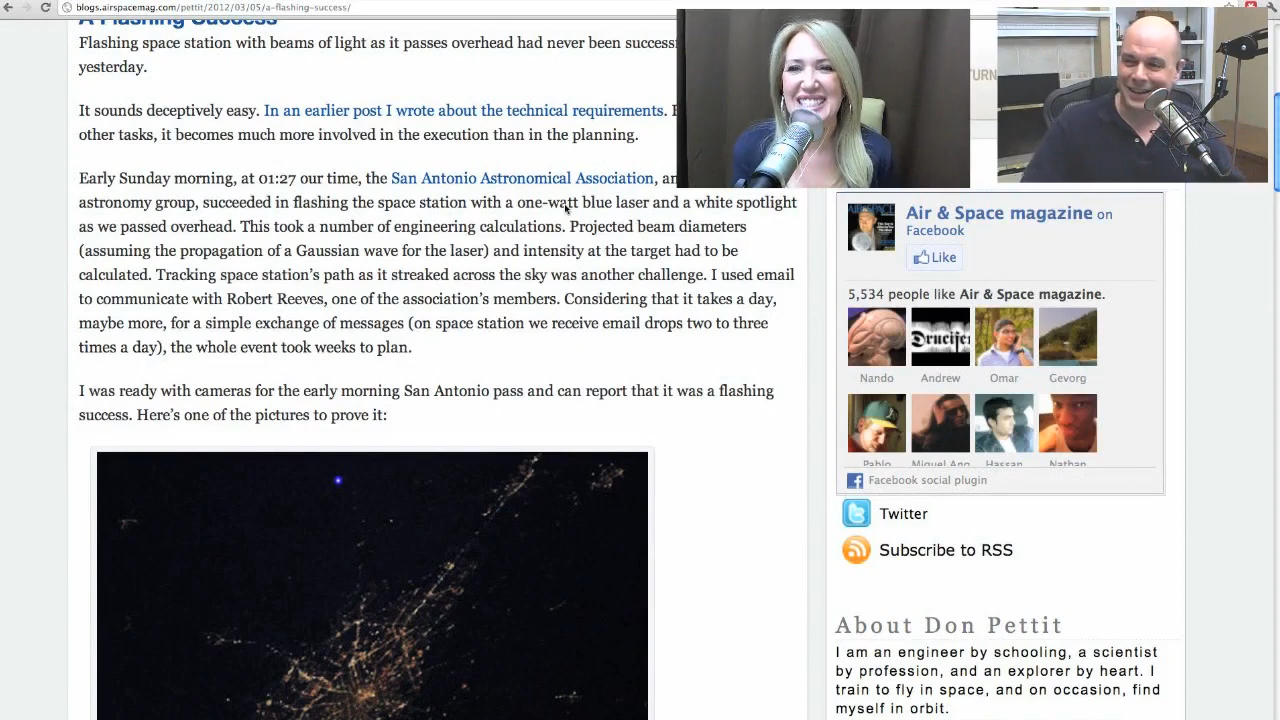 blogs.airspacemag.com/pettit/2012/03/05/a-flashing-success/
A Flashing Success
Flashing space station with beams of light as it passes overhead had never been
yesterday.
It sounds deceptively easy. In an earlier post I wrote about the technical requirements.
other tasks, it becomes much more involved in the execution than in the planning.
Early Sunday morning, at 01:27 our time, the San Antonio Astronomical Association,
astronomy group, succeeded in flashing the space station with a one-watt blue laser and a white spotlight
as we passed overhead. This took a number of engineering calculations. Projected beam diameters
(assuming the propagation of a Gaussian wave for the laser) and intensity at the target had to be
calculated. Tracking space station's path as it streaked across the sky was another challenge. I used email
to communicate with Robert Reeves, one of the association's members. Considering that it takes a day,
maybe more, for a simple exchange of messages (on space station we receive email drops two to three
times a day), the whole event took weeks to plan.
I was ready with cameras for the early morning San Antonio pass and can report that it was a flashing
success. Here's one of the pictures to prove it:
AIR SPACE
Air & Space magazine on
Facebook
Like
5,534 people like Air & Space magazine.
Drucifer
Nando Andrew Omar Gevorg
Pablo Miguel Ang Hassan Nathan
Facebook social plugin
Twitter
Subscribe to RSS
About Don Pettit
I am an engineer by schooling, a scientist
by profession, and an explorer by heart. I
train to fly in space, and on occasion, find
myself in orbit.